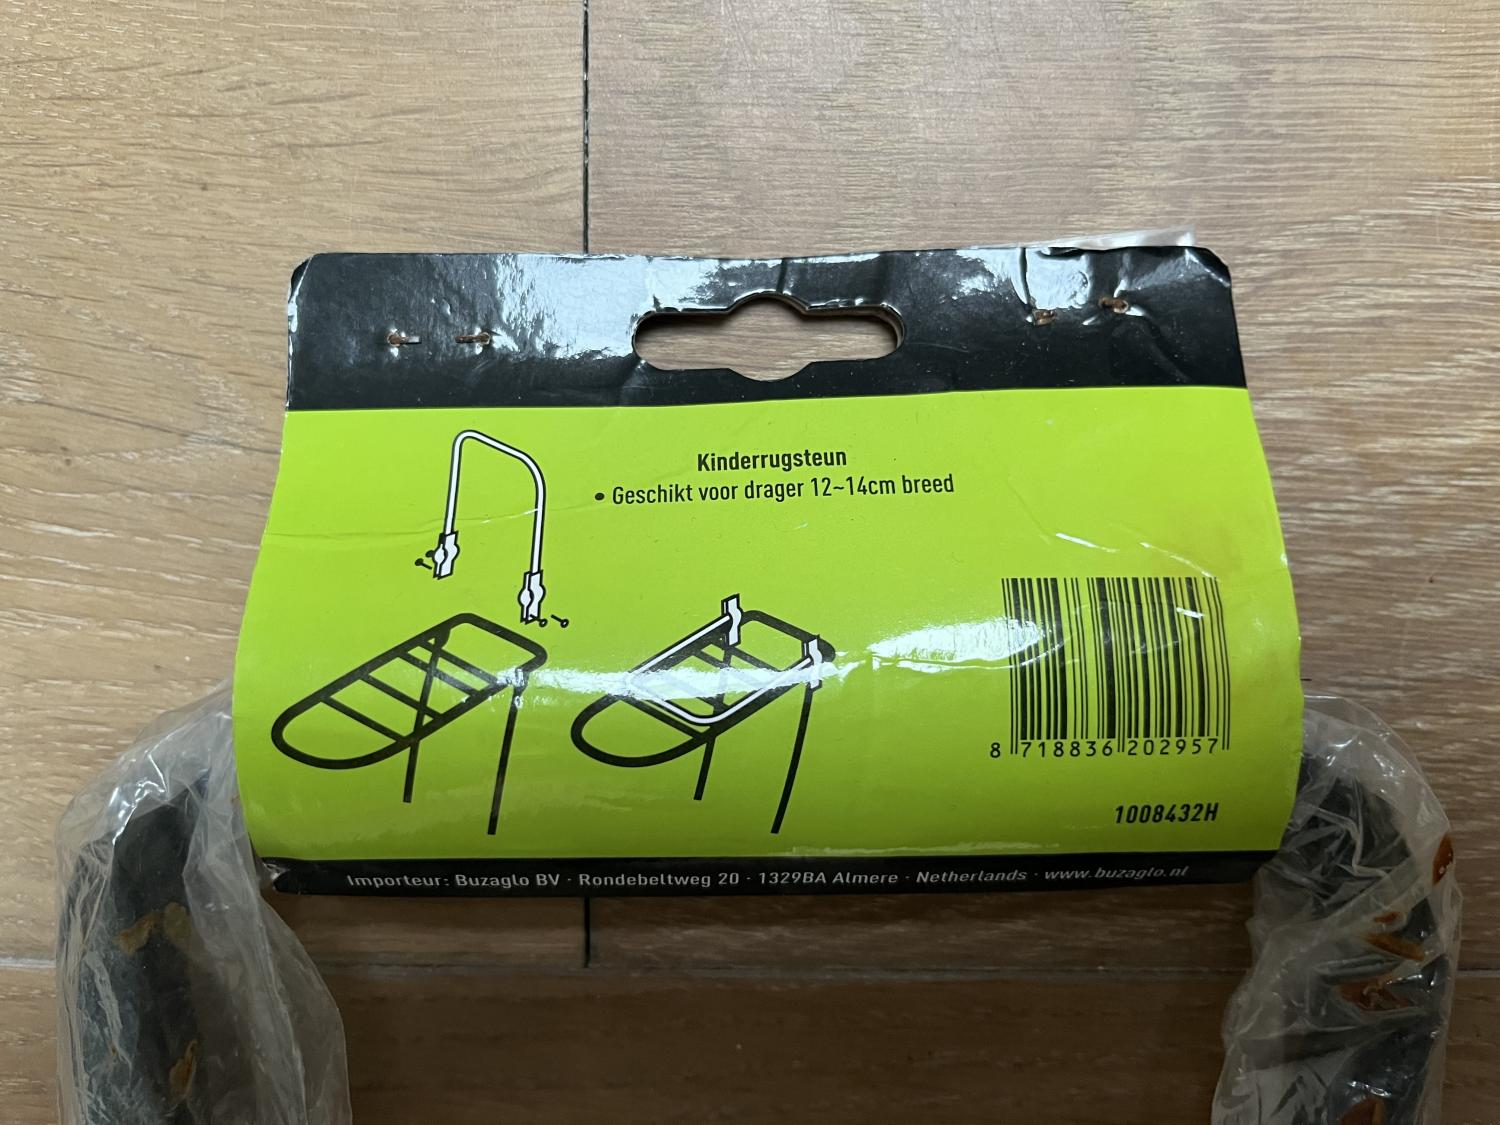 Kinderrugsteun
• Geschikt voor drager 12~14cm breed
8 718836 202957
1008432H
Importeur: Buzaglo BV · Rondebeltweg 20 · 1329BA Almere · Netherlands · www.buzaglo.nl